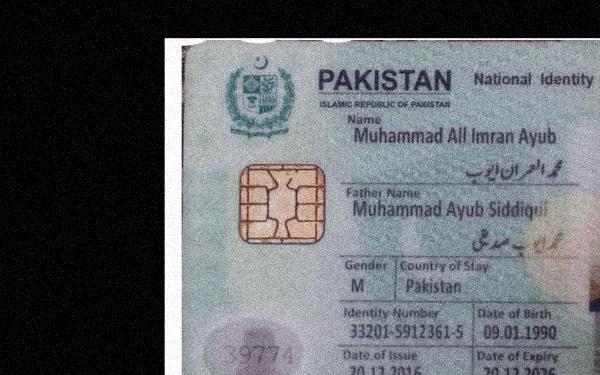 PAKISTAN National Identity
ISLAMIC REPUBLIC OF PAKISTAN
Name
Muhammad All Imran Ayub
محمد العمران ایوب
Father Name
Muhammad Ayub Siddiqui
محمد ایوب صدیقی
Gender Country of Stay
M Pakistan
Identity Number Date of Birth
33201-5912361-5 09.01.1990
39774
Date of Issue Date of Expiry
20.12.2016 20.12.2026